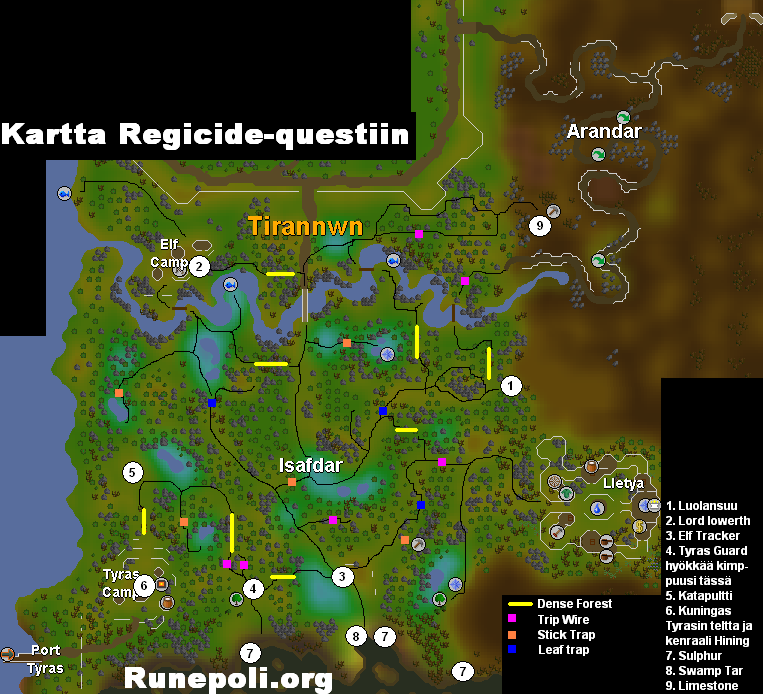 Kartta Regicide-questiin
Arandar
Tirannwn
9
Elf
Camp
2
1
Isafdar
5
Lletya
Tyras
Camp
6
4
3
8
7
7
7
Port
Tyras
Runepoli.org
Dense Forest
Trip Wire
Stick Trap
Leaf trap
1. Luolansuu
2. Lord Iowerth
3. Elf Tracker
4. Tyras Guard
hyökkää kimp-
puusi tässä
5. Katapultti
6. Kuningas
Tyrasin teltta ja
kenraali Hining
7. Sulphur
8. Swamp Tar
9. Limestone